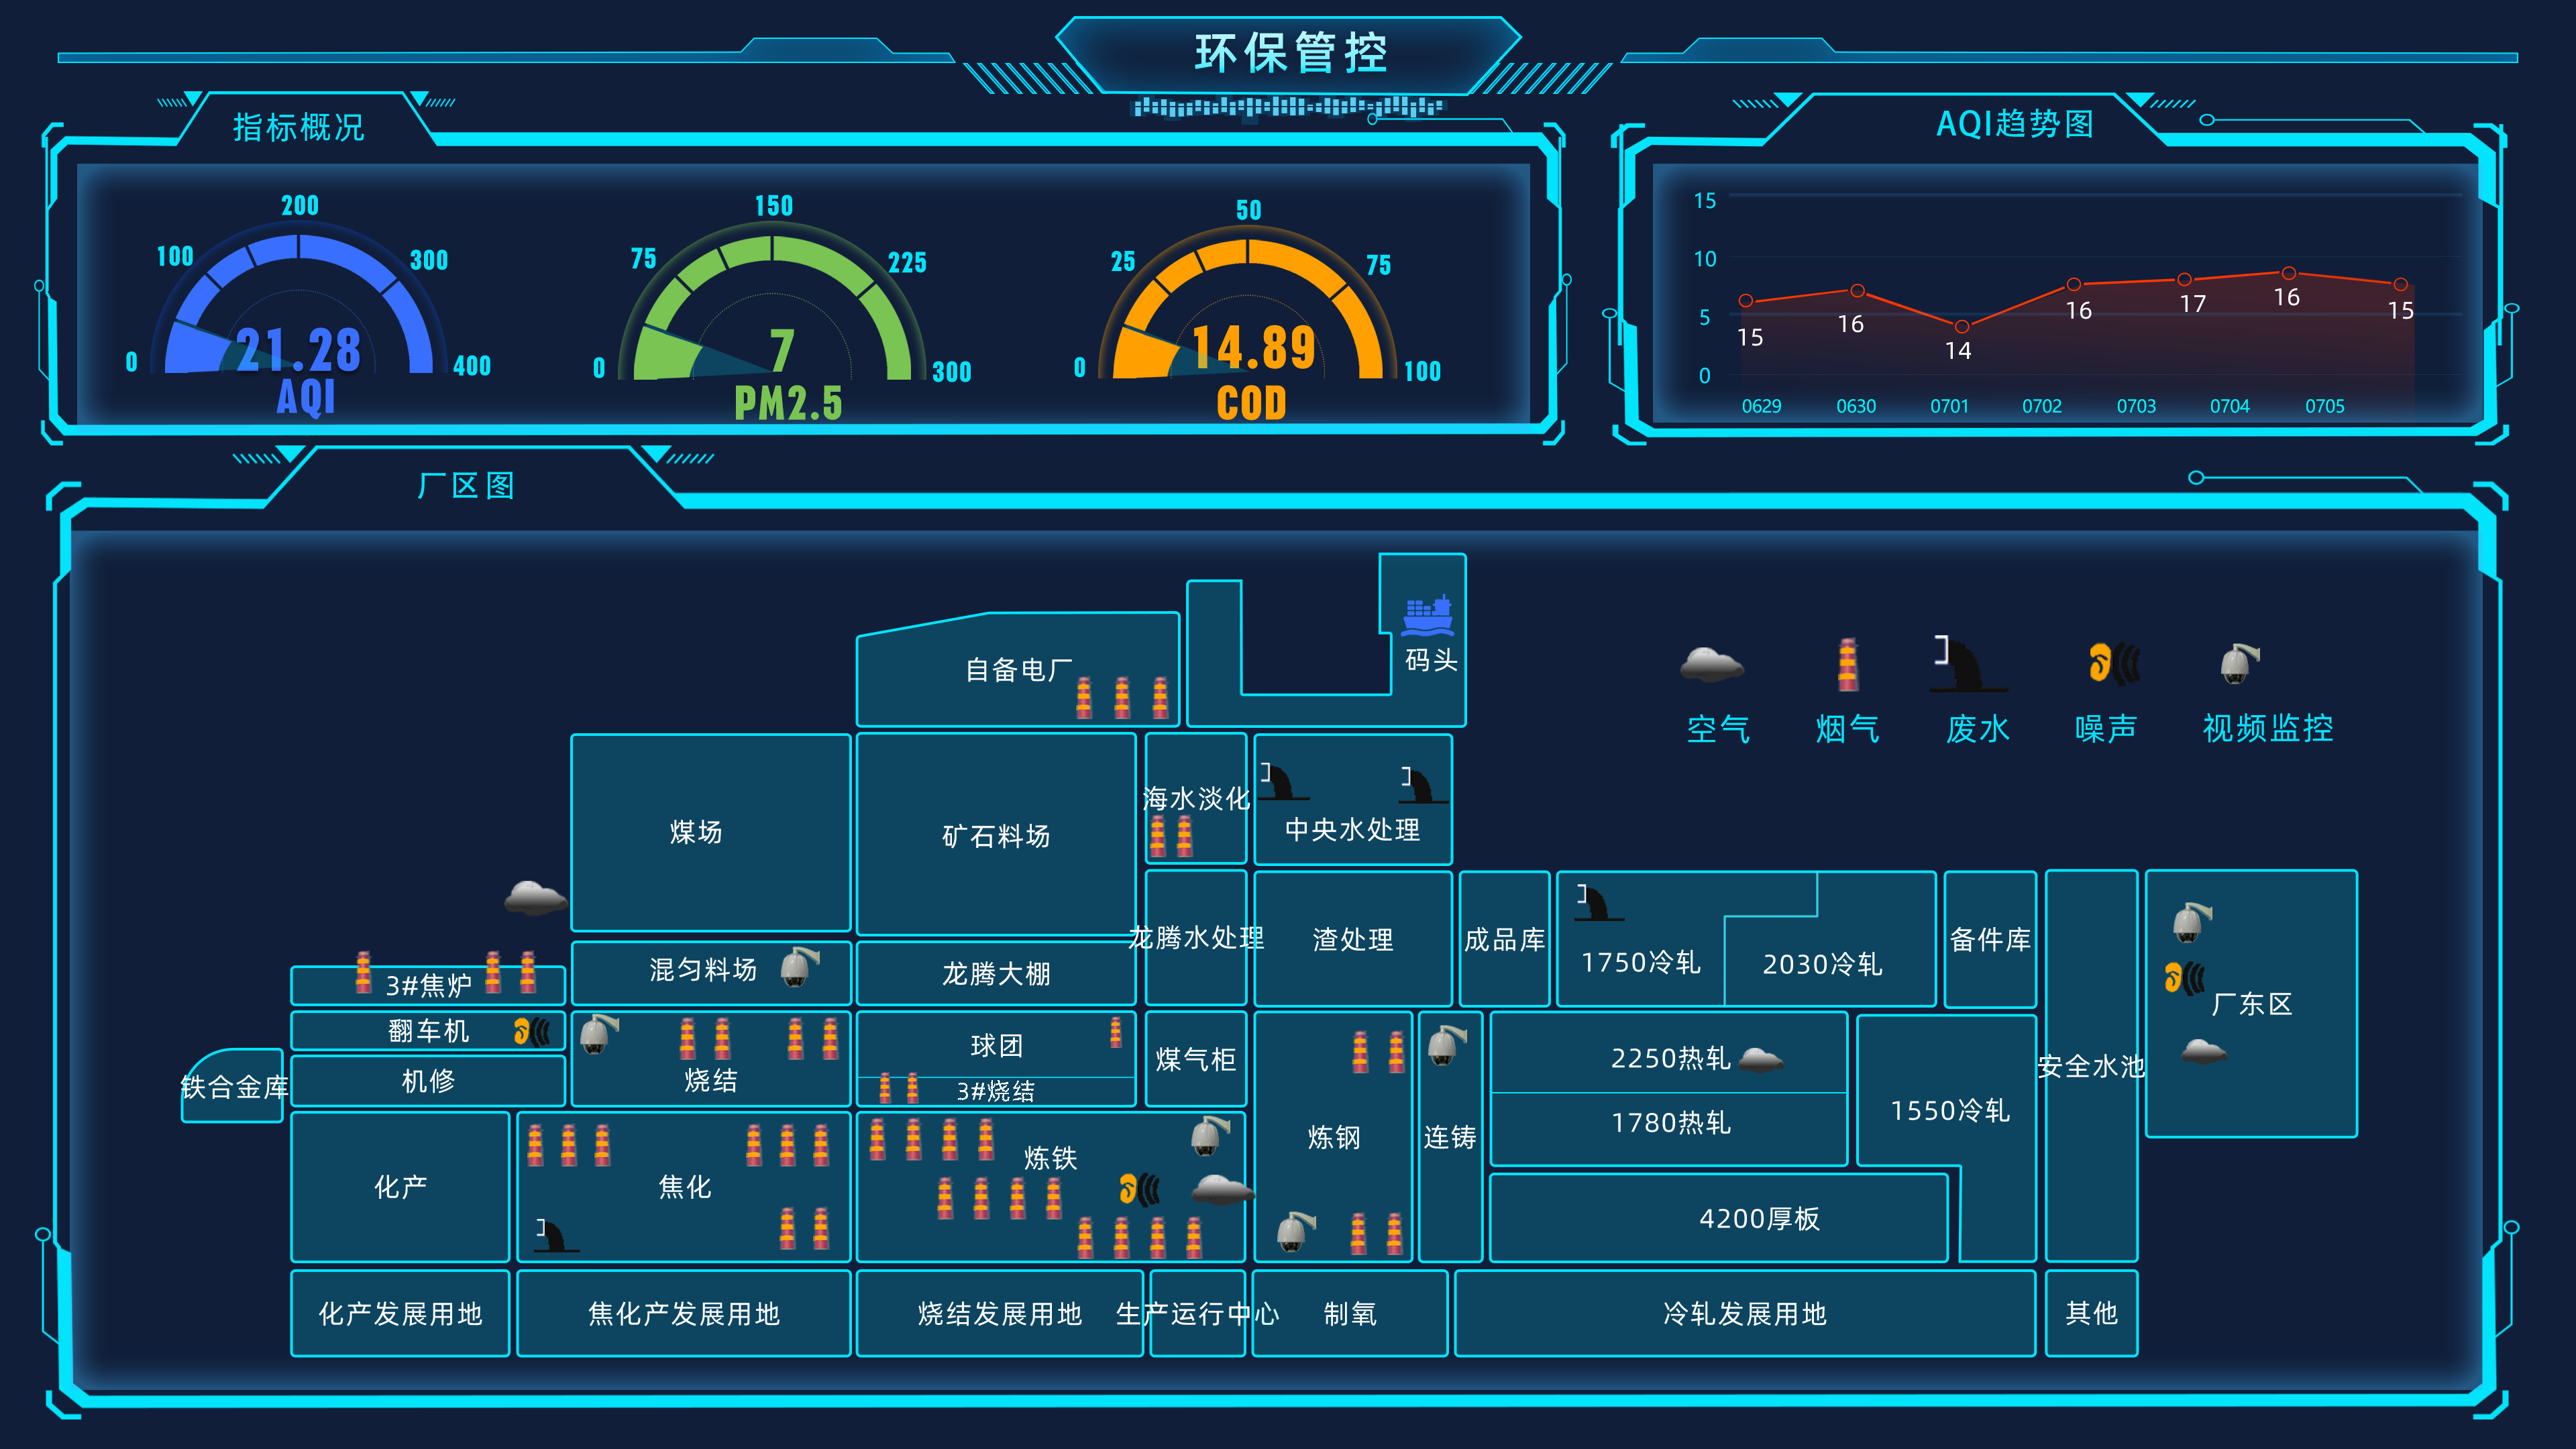 环保管控
指标概况
AQI趋势图
0
100
200
300
400
21.28
AQI
0
75
150
225
300
7
PM2.5
0
25
50
75
100
14.89
COD
15
10
5
0
15
16
14
16
17
16
15
0629
0630
0701
0702
0703
0704
0705
厂区图
自备电厂
码头
空气
烟气
废水
噪声
视频监控
煤场
矿石料场
海水淡化
中央水处理
3#焦炉
混匀料场
龙腾大棚
龙腾水处理
渣处理
成品库
1750冷轧
2030冷轧
备件库
厂东区
翻车机
机修
铁合金库
烧结
球团
3#烧结
煤气柜
炼钢
连铸
2250热轧
1780热轧
1550冷轧
安全水池
化产
焦化
炼铁
4200厚板
化产发展用地
焦化产发展用地
烧结发展用地
生产运行中心
制氧
冷轧发展用地
其他